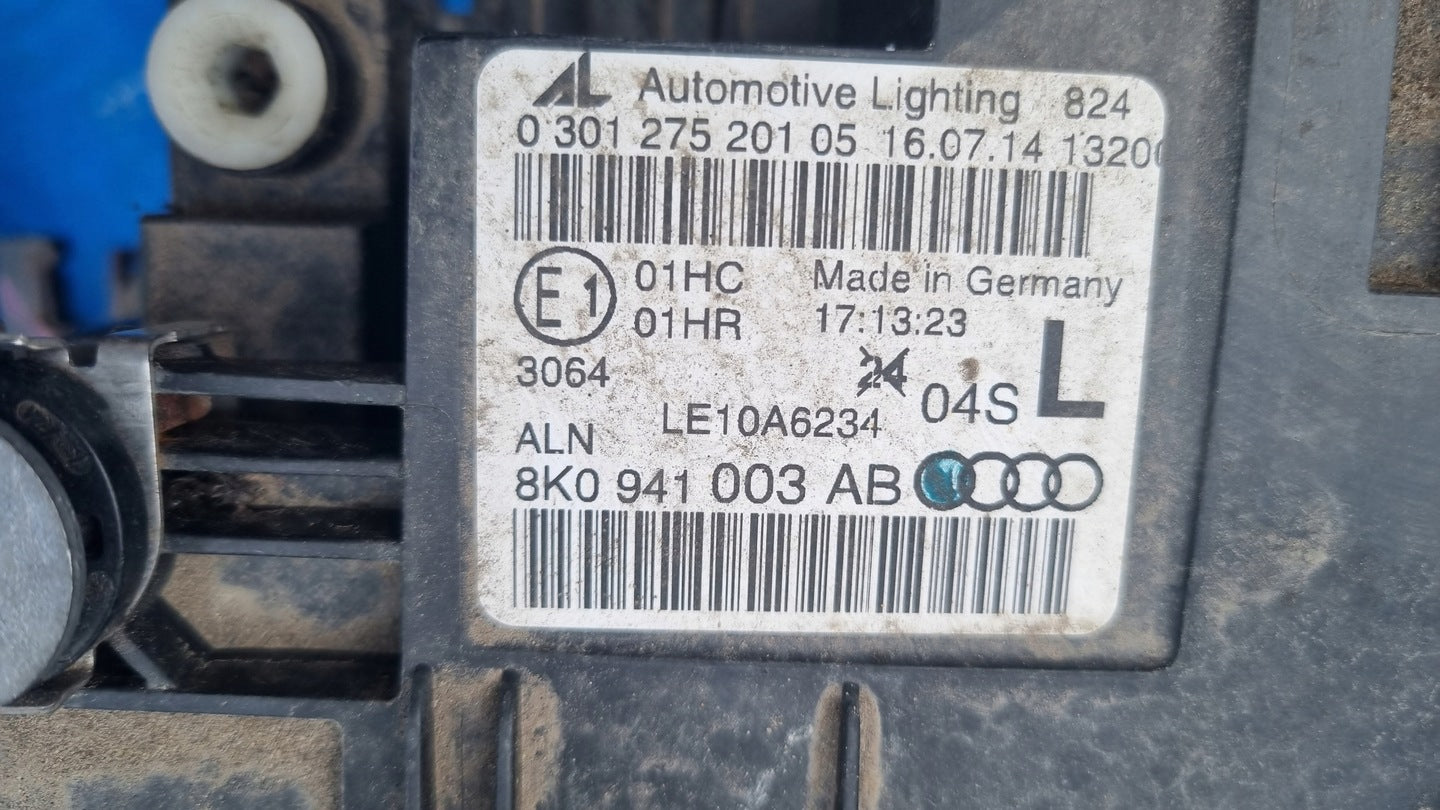 AL Automotive Lighting 824
0 301 275 201 05 16.07.14 1320
E1 01HC Made in Germany
01HR 17:13:23
3064 24 04S L
LE10A6234
ALN
8K0 941 003 AB